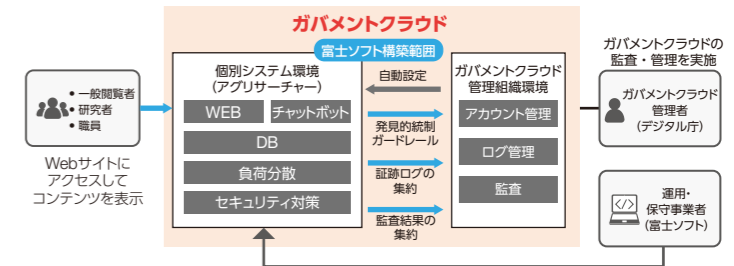 ガバメントクラウド
富士ソフト構築範囲
• 一般閲覧者
• 研究者
• 職員
Webサイトに
アクセスして
コンテンツを表示
個別システム環境
（アプリサーチャー）
WEB
チャットボット
DB
負荷分散
セキュリティ対策
自動設定
発見的統制
ガードレール
証跡ログの
集約
監査結果の
集約
ガバメントクラウド
管理組織環境
アカウント管理
ログ管理
監査
ガバメントクラウドの
監査・管理を実施
ガバメントクラウド
管理者
（デジタル庁）
</>
運用・
保守事業者
（富士ソフト）